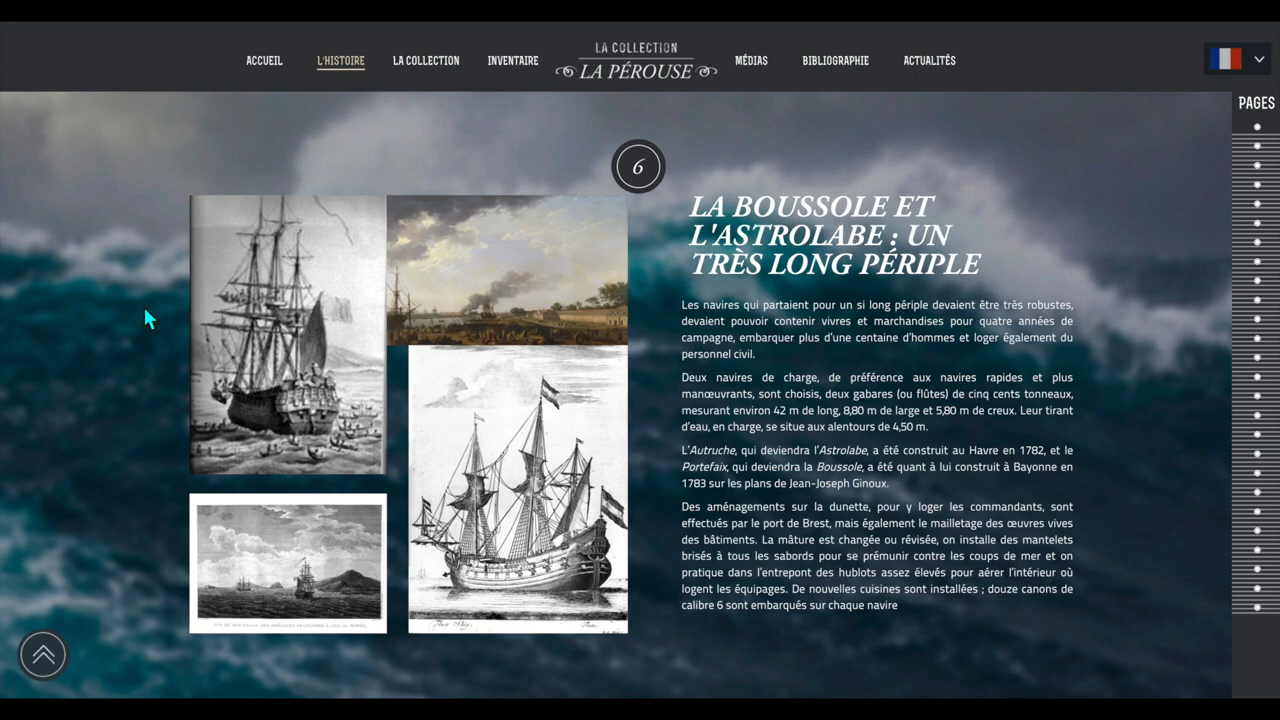 ACCUEIL
L'HISTOIRE
LA COLLECTION
INVENTAIRE
LA COLLECTION
LA PÉROUSE
MÉDIAS
BIBLIOGRAPHIE
ACTUALITÉS
PAGES
6
LA BOUSSOLE ET
L'ASTROLABE : UN
TRÈS LONG PÉRIPLE
Les navires qui partaient pour un si long périple devaient être très robustes,
devaient pouvoir contenir vivres et marchandises pour quatre années de
campagne, embarquer plus d'une centaine d'hommes et loger également du
personnel civil.
Deux navires de charge, de préférence aux navires rapides et plus
manœuvrants, sont choisis, deux gabares (ou flûtes) de cinq cents tonneaux,
mesurant environ 42 m de long, 8,80 m de large et 5,80 m de creux. Leur tirant
d'eau, en charge, se situe aux alentours de 4,50 m.
L'Autruche, qui deviendra l'Astrolabe, a été construit au Havre en 1782, et le
Portefaix, qui deviendra la Boussole, a été quant à lui construit à Bayonne en
1783 sur les plans de Jean-Joseph Ginoux.
Des aménagements sur la dunette, pour y loger les commandants, sont
effectués par le port de Brest, mais également le mailletage des œuvres vives
des bâtiments. La mâture est changée ou révisée, on installe des mantelets
brisés à tous les sabords pour se prémunir contre les coups de mer et on
pratique dans l'entrepont des hublots assez élevés pour aérer l'intérieur où
logent les équipages. De nouvelles cuisines sont installées ; douze canons de
calibre 6 sont embarqués sur chaque navire